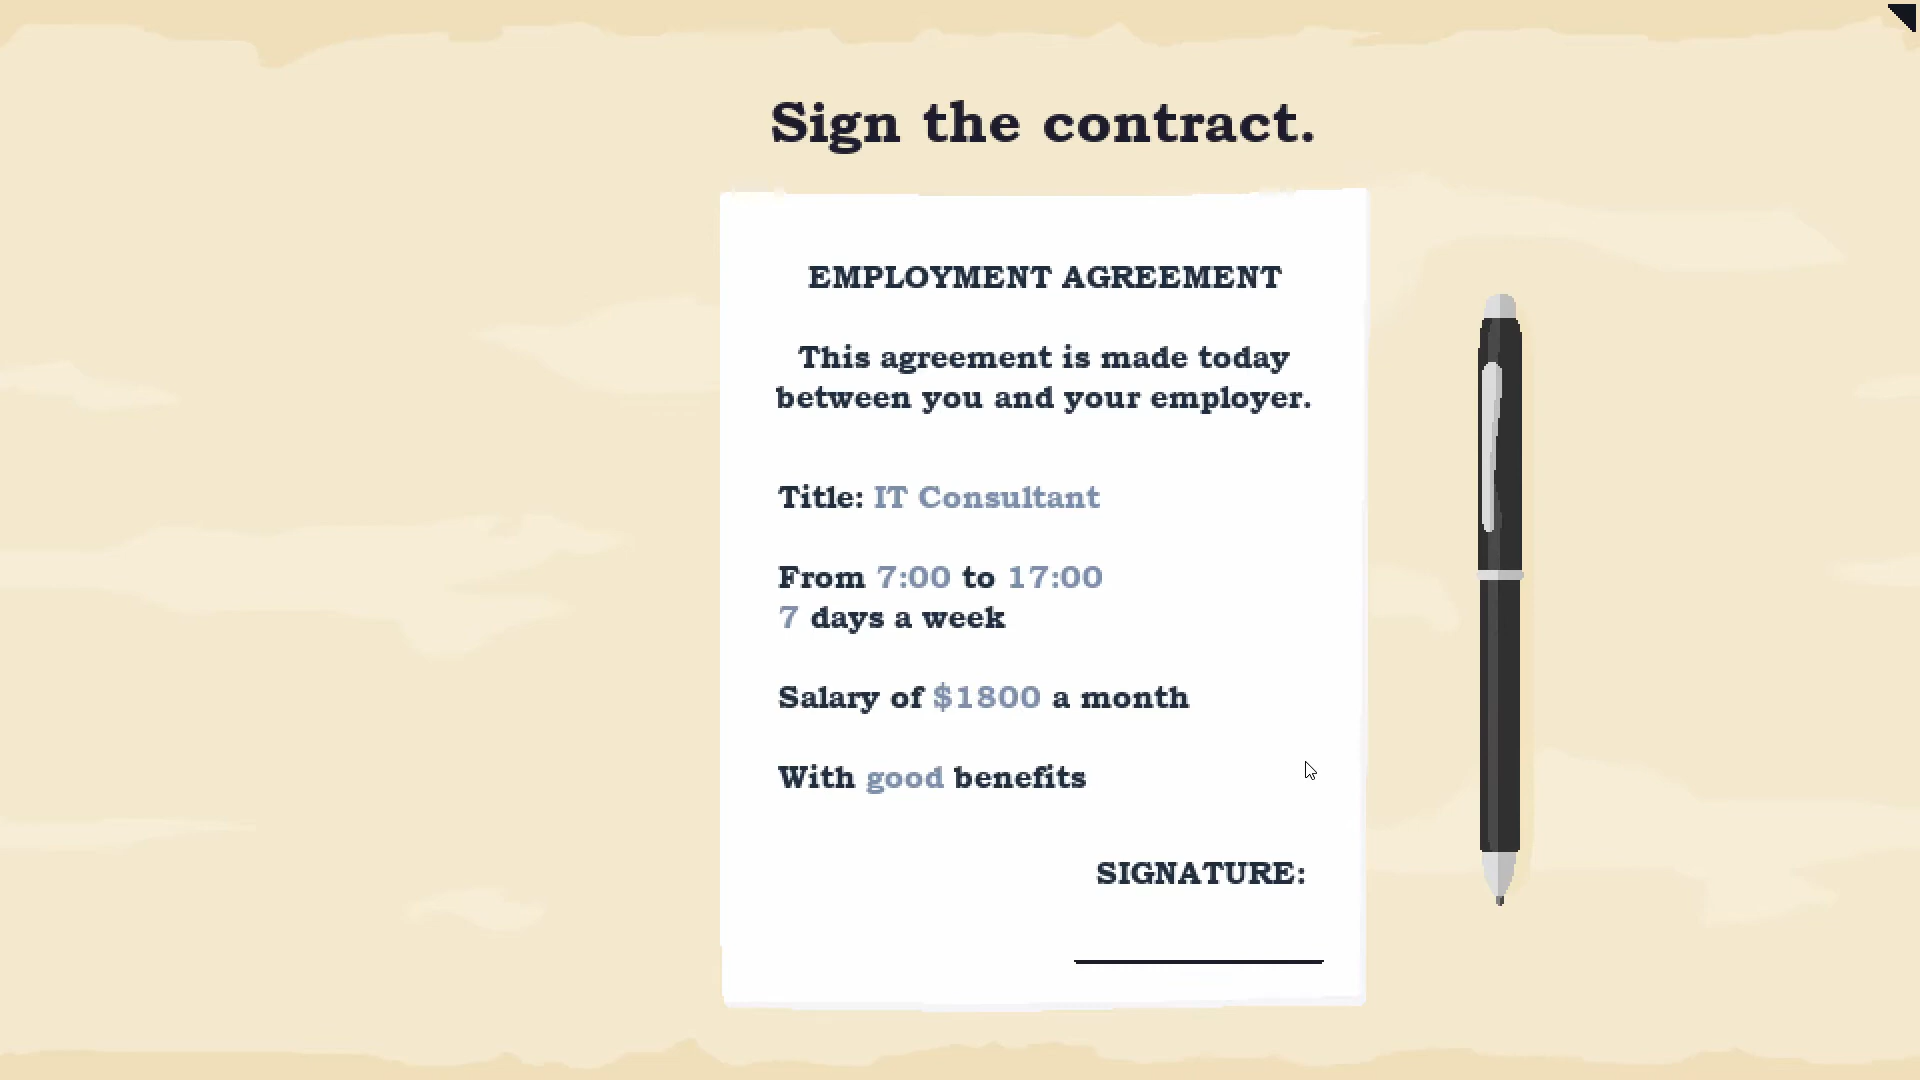 Sign the contract.
EMPLOYMENT AGREEMENT
This agreement is made today
between you and your employer.
Title: IT Consultant
From 7:00 to 17:00
7 days a week
Salary of $1800 a month
With good benefits
SIGNATURE: